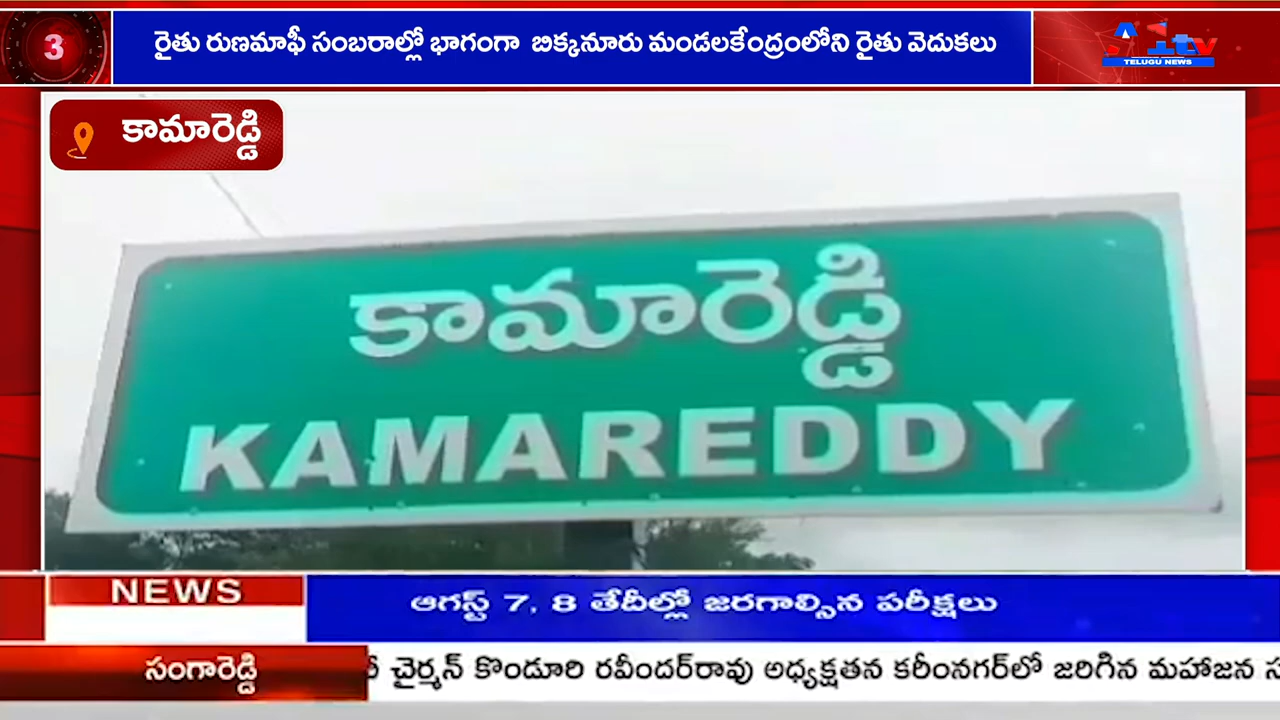 3
రైతు రుణమాఫీ సంబరాల్లో భాగంగా బిక్కనూరు మండలకేంద్రంలోని రైతు వెదుకలు
TELUGU NEWS
కామారెడ్డి
కామారెడ్డి
KAMAREDDY
NEWS
ఆగస్ట్ 7, 8 తేదీల్లో జరగాల్సిన పరీక్షలు
సంగారెడ్డి
చైర్మన్ కొండూరి రవీందర్‌రావు అధ్యక్షతన కరీంనగర్‌లో జరిగిన మహాజన